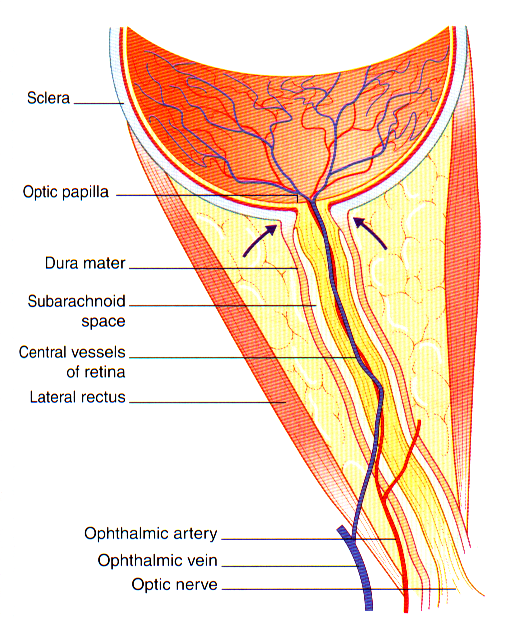 Sclera
Optic papilla
Dura mater
Subarachnoid
space
Central vessels
of retina
Lateral rectus
Ophthalmic artery
Ophthalmic vein
Optic nerve